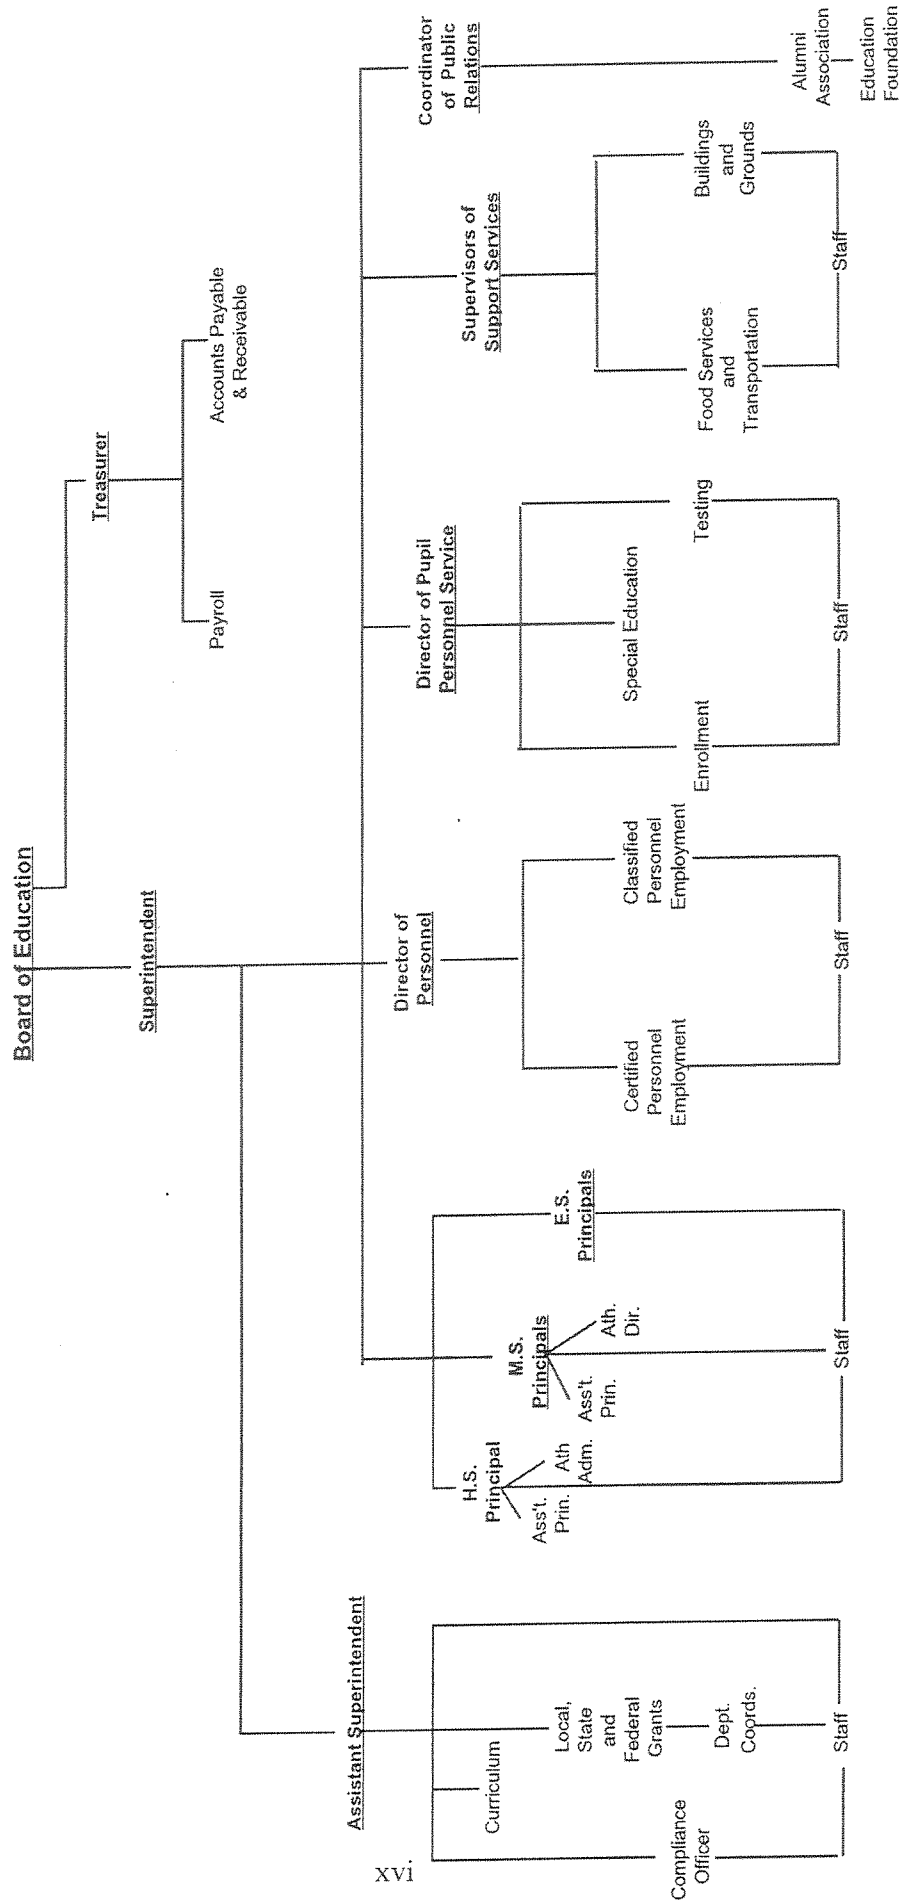 Board of Education
Treasurer
Payroll
Accounts Payable
& Receivable
Superintendent
Assistant Superintendent
Curriculum
Compliance
Officer
Local,
State
and
Federal
Grants
Dept.
Coords.
Staff
H.S.
Principal
Ass't.
Prin.
Ath
Adm.
M.S.
Principals
Ass't.
Prin.
Ath.
Dir.
E.S.
Principals
Staff
Director of
Personnel
Certified
Personnel
Employment
Classified
Personnel
Employment
Staff
Director of Pupil
Personnel Service
Enrollment
Special Education
Testing
Staff
Supervisors of
Support Services
Food Services
and
Transportation
Buildings
and
Grounds
Staff
Coordinator
of Public
Relations
Alumni
Association
Education
Foundation
xvi